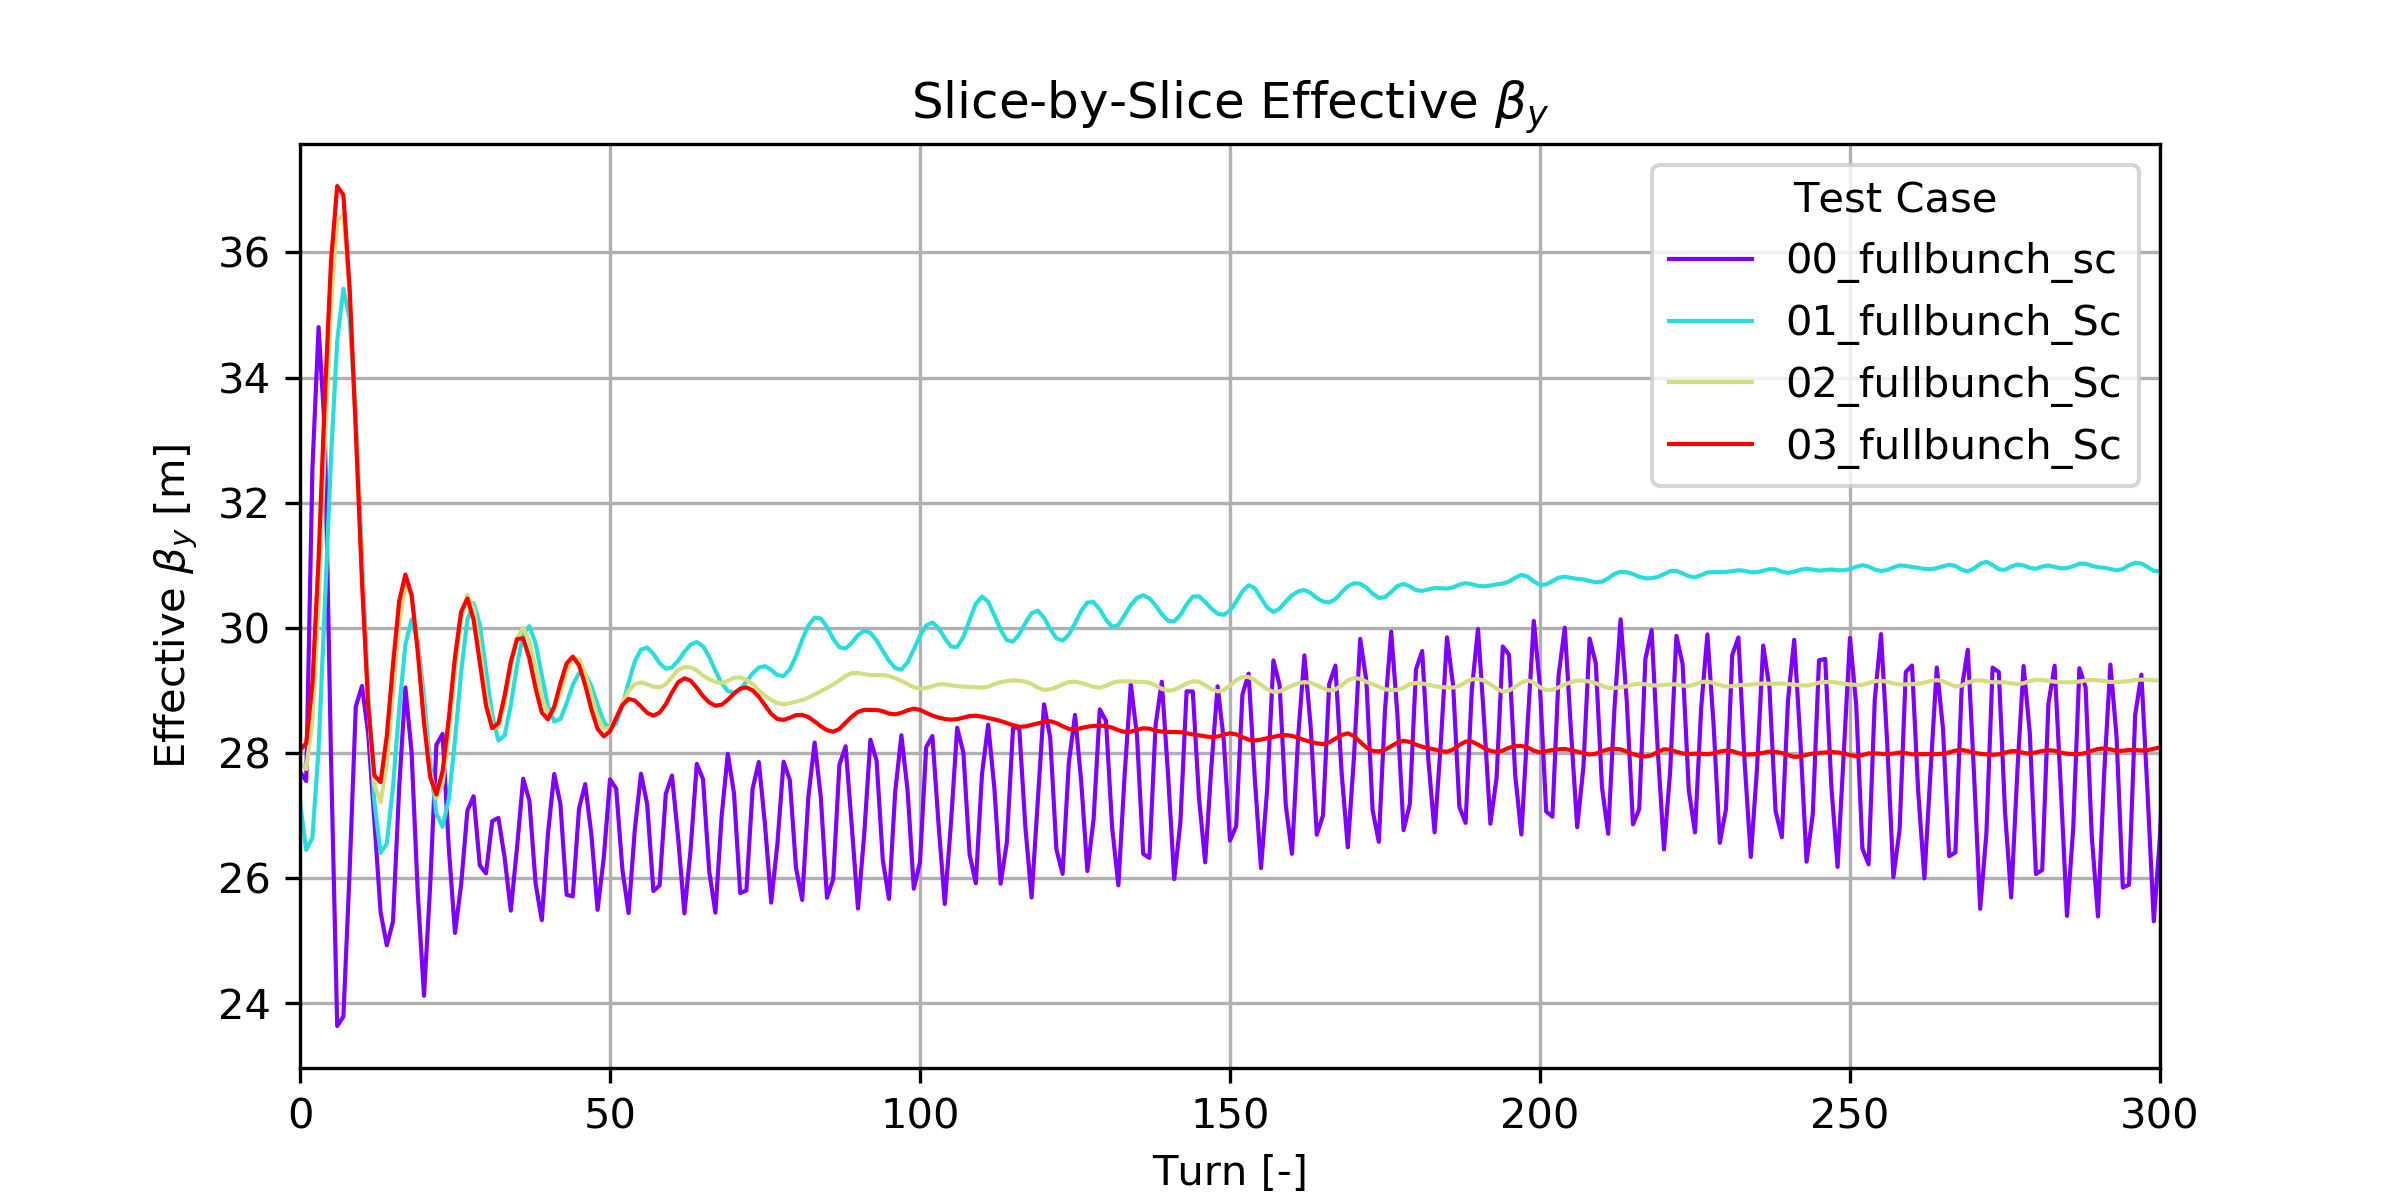 Slice-by-Slice Effective βy
Effective βy [m]
36
34
32
30
28
26
24
0 50 100 150 200 250 300
Turn [-]
Test Case
00_fullbunch_sc
01_fullbunch_Sc
02_fullbunch_Sc
03_fullbunch_Sc